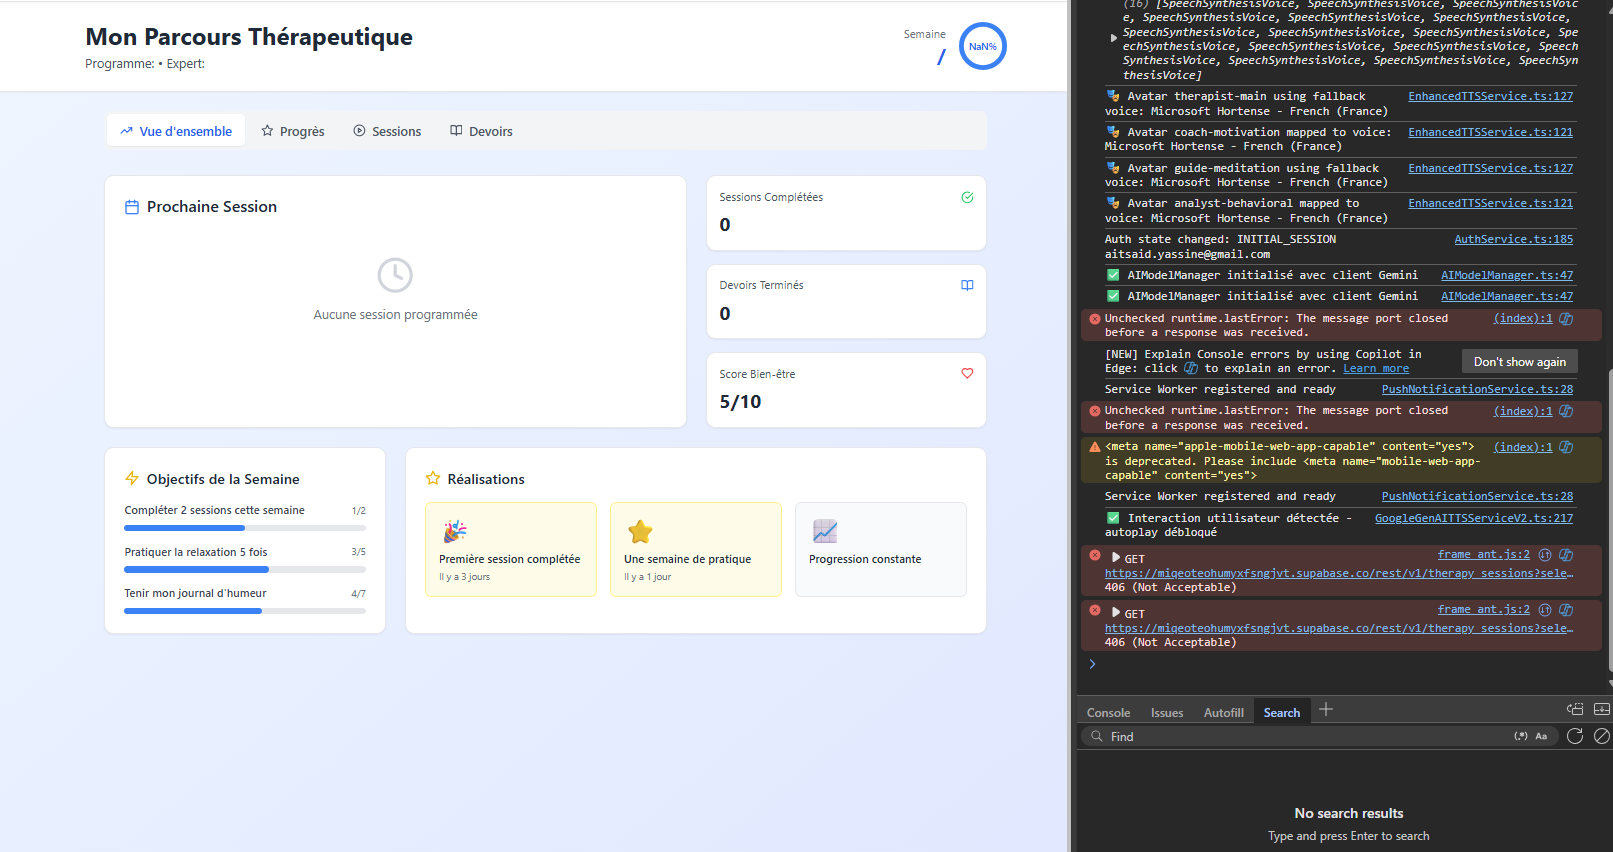 Mon Parcours Thérapeutique
Programme: • Expert:
Semaine
/
NaN%
Vue d'ensemble
Progrès
Sessions
Devoirs
Prochaine Session
Aucune session programmée
Sessions Complétées
0
Devoirs Terminés
0
Score Bien-être
5/10
Objectifs de la Semaine
Compléter 2 sessions cette semaine 1/2
Pratiquer la relaxation 5 fois 3/5
Tenir mon journal d'humeur 4/7
Réalisations
Première session complétée
Il y a 3 jours
Une semaine de pratique
Il y a 1 jour
Progression constante
(16) [SpeechSynthesisVoice, SpeechSynthesisVoice, SpeechSynthesisVoic
e, SpeechSynthesisVoice, SpeechSynthesisVoice, SpeechSynthesisVoice,
SpeechSynthesisVoice, SpeechSynthesisVoice, SpeechSynthesisVoice, Spe
echSynthesisVoice, SpeechSynthesisVoice, SpeechSynthesisVoice, Speech
SynthesisVoice, SpeechSynthesisVoice, SpeechSynthesisVoice, SpeechSyn
thesisVoice]
🎭 Avatar therapist-main using fallback EnhancedTTSService.ts:127
voice: Microsoft Hortense - French (France)
🎭 Avatar coach-motivation mapped to voice: EnhancedTTSService.ts:121
Microsoft Hortense - French (France)
🎭 Avatar guide-meditation using fallback EnhancedTTSService.ts:127
voice: Microsoft Hortense - French (France)
🎭 Avatar analyst-behavioral mapped to EnhancedTTSService.ts:121
voice: Microsoft Hortense - French (France)
Auth state changed: INITIAL_SESSION AuthService.ts:185
aitsaid.yassine@gmail.com
✅ AIModelManager initialisé avec client Gemini AIModelManager.ts:47
✅ AIModelManager initialisé avec client Gemini AIModelManager.ts:47
Unchecked runtime.lastError: The message port closed (index):1
before a response was received.
[NEW] Explain Console errors by using Copilot in
Edge: click to explain an error. Learn more
Don't show again
Service Worker registered and ready PushNotificationService.ts:28
Unchecked runtime.lastError: The message port closed (index):1
before a response was received.
<meta name="apple-mobile-web-app-capable" content="yes"> (index):1
is deprecated. Please include <meta name="mobile-web-app-
capable" content="yes">
Service Worker registered and ready PushNotificationService.ts:28
✅ Interaction utilisateur détectée - GoogleGenAITTSServiceV2.ts:217
autoplay débloqué
GET frame_ant.js:2
https://miqeoteohumyxfsngjvt.supabase.co/rest/v1/therapy_sessions?sele…
406 (Not Acceptable)
GET frame_ant.js:2
https://miqeoteohumyxfsngjvt.supabase.co/rest/v1/therapy_sessions?sele…
406 (Not Acceptable)
Console
Issues
Autofill
Search
Find
(.*) Aa
No search results
Type and press Enter to search